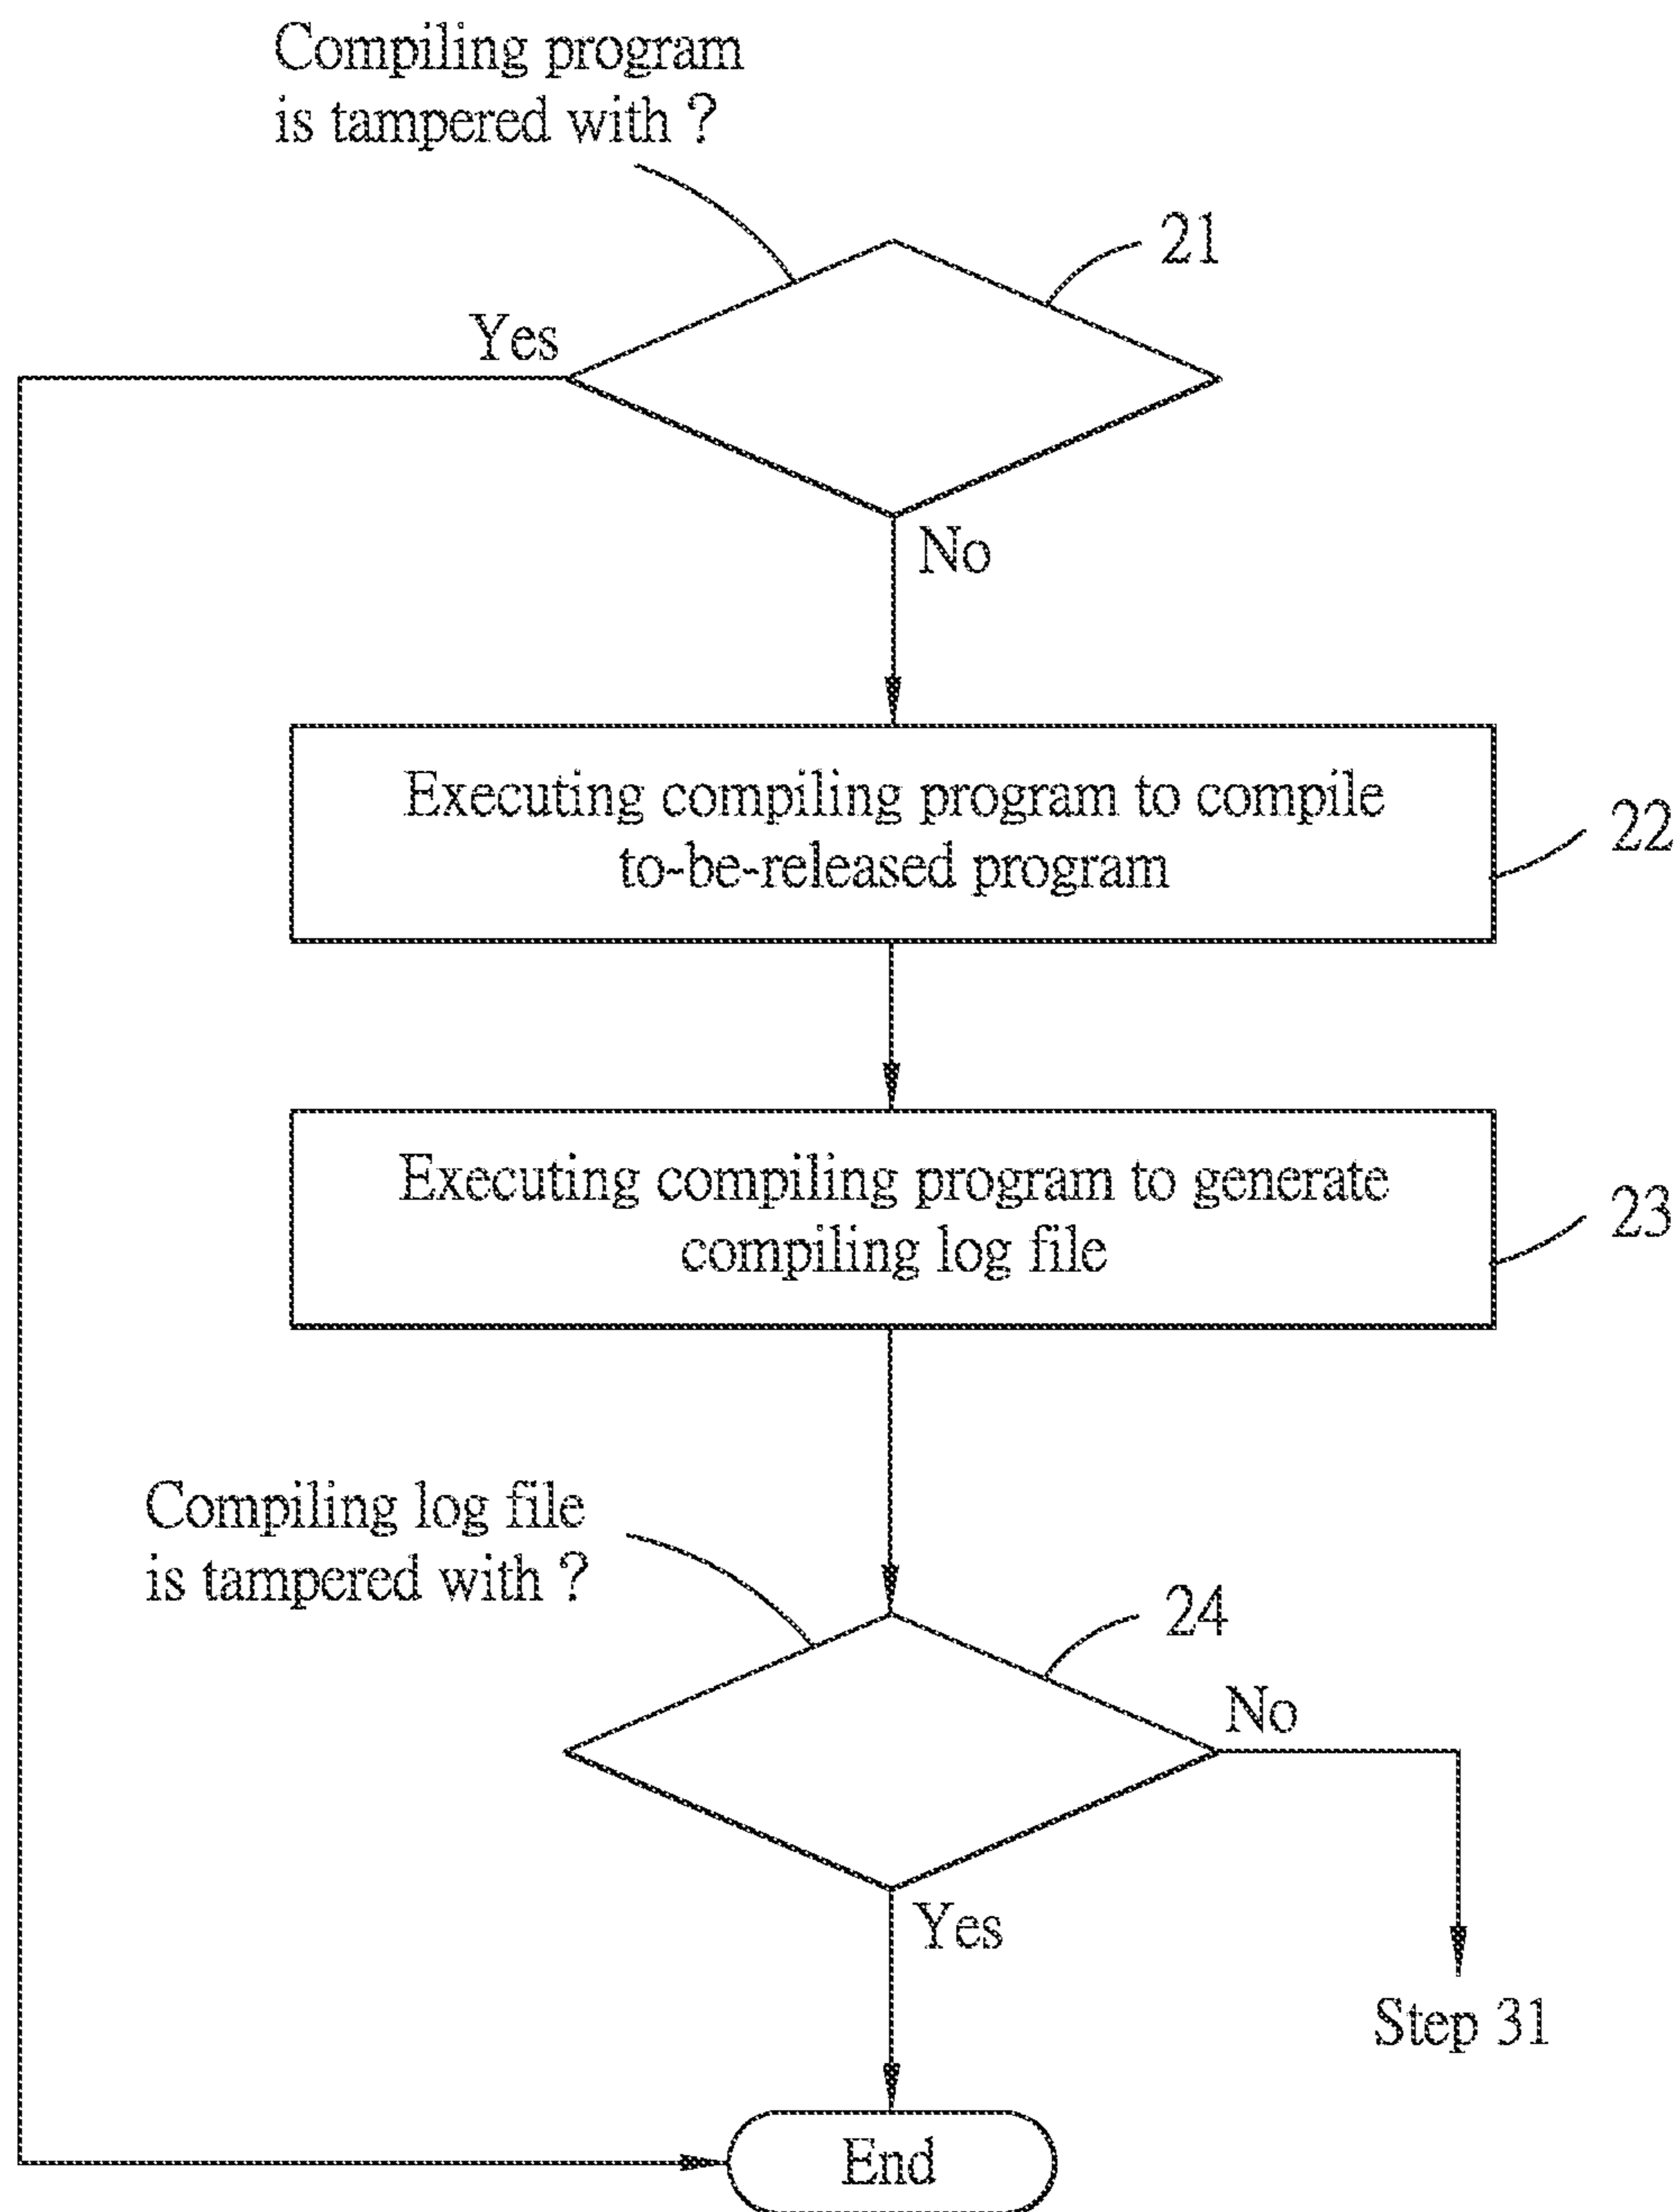 Compiling program
is tampered with ?
21
Yes
No
Executing compiling program to compile
to-be-released program
22
Executing compiling program to generate
compiling log file
23
Compiling log file
is tampered with ?
24
No
Yes
Step 31
End